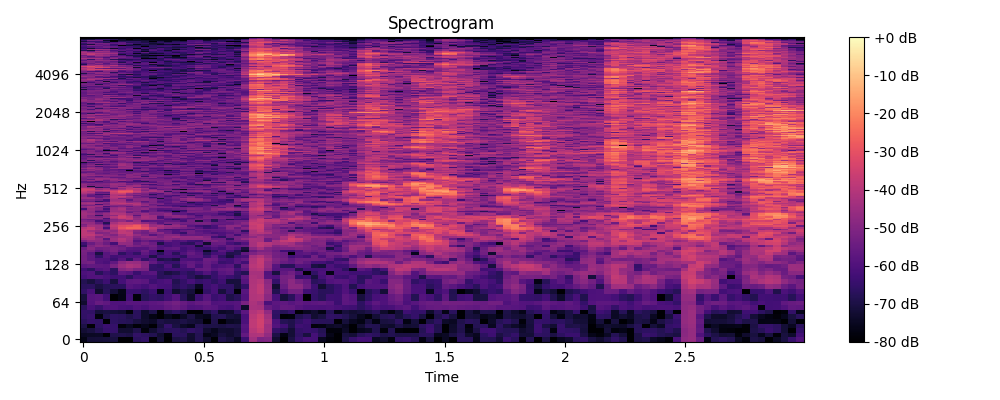 Spectrogram
Hz
4096
2048
1024
512
256
128
64
0
0
0.5
1
1.5
2
2.5
Time
+0 dB
-10 dB
-20 dB
-30 dB
-40 dB
-50 dB
-60 dB
-70 dB
-80 dB